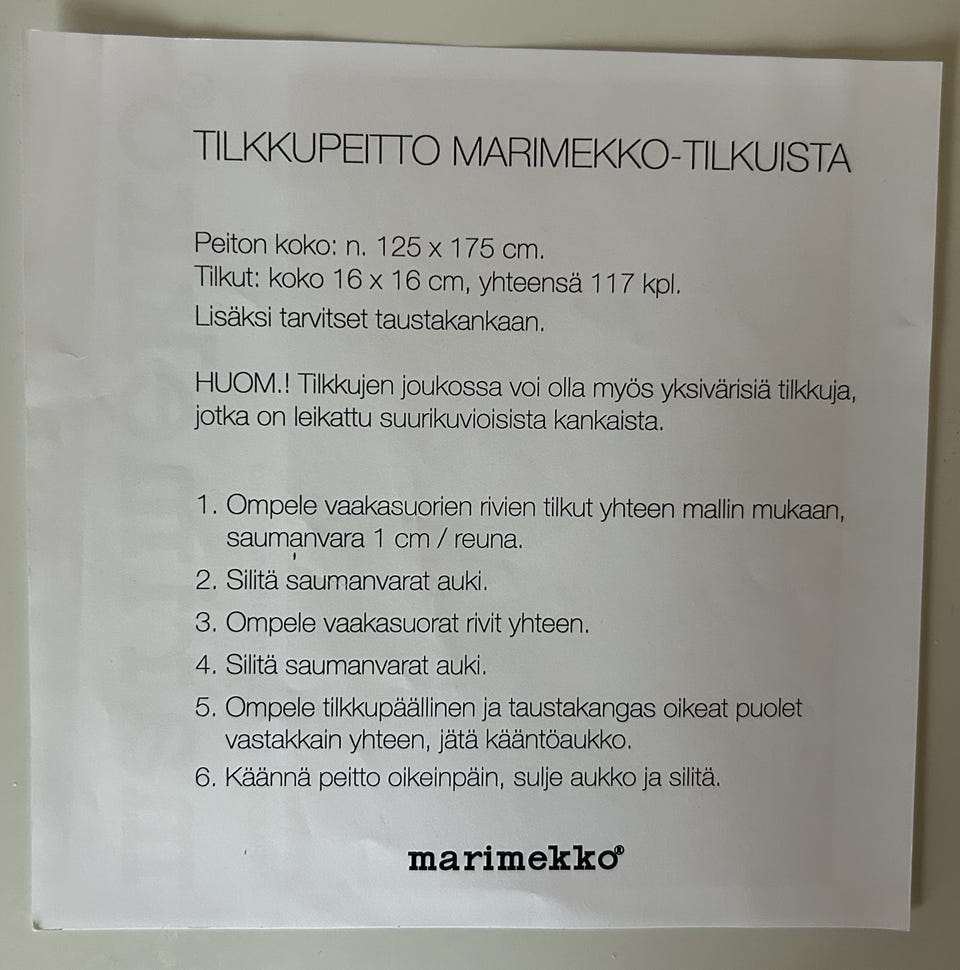 TILKKUPEITTO MARIMEKKO-TILKUISTA
Peiton koko: n. 125 x 175 cm.
Tilkut: koko 16 x 16 cm, yhteensä 117 kpl.
Lisäksi tarvitset taustakankaan.
HUOM.! Tilkkujen joukossa voi olla myös yksivärisiä tilkkuja,
jotka on leikattu suurikuvioisista kankaista.
1. Ompele vaakasuorien rivien tilkut yhteen mallin mukaan,
saumanvara 1 cm / reuna.
2. Silitä saumanvarat auki.
3. Ompele vaakasuorat rivit yhteen.
4. Silitä saumanvarat auki.
5. Ompele tilkkupäällinen ja taustakangas oikeat puolet
vastakkain yhteen, jätä kääntöaukko.
6. Käännä peitto oikeinpäin, sulje aukko ja silitä.
marimekko®